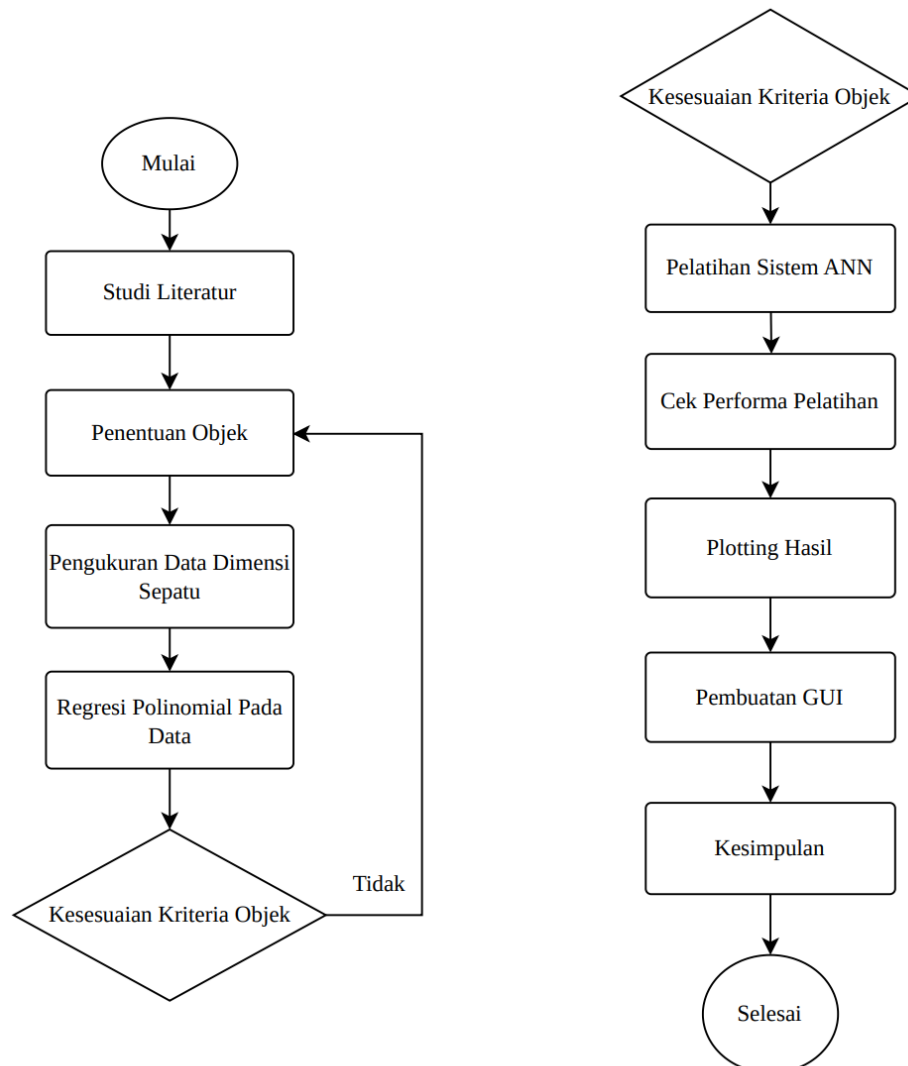 Mulai
Studi Literatur
Penentuan Objek
Pengukuran Data Dimensi
Sepatu
Regresi Polinomial Pada
Data
Kesesuaian Kriteria Objek
Tidak
Kesesuaian Kriteria Objek
Pelatihan Sistem ANN
Cek Performa Pelatihan
Plotting Hasil
Pembuatan GUI
Kesimpulan
Selesai